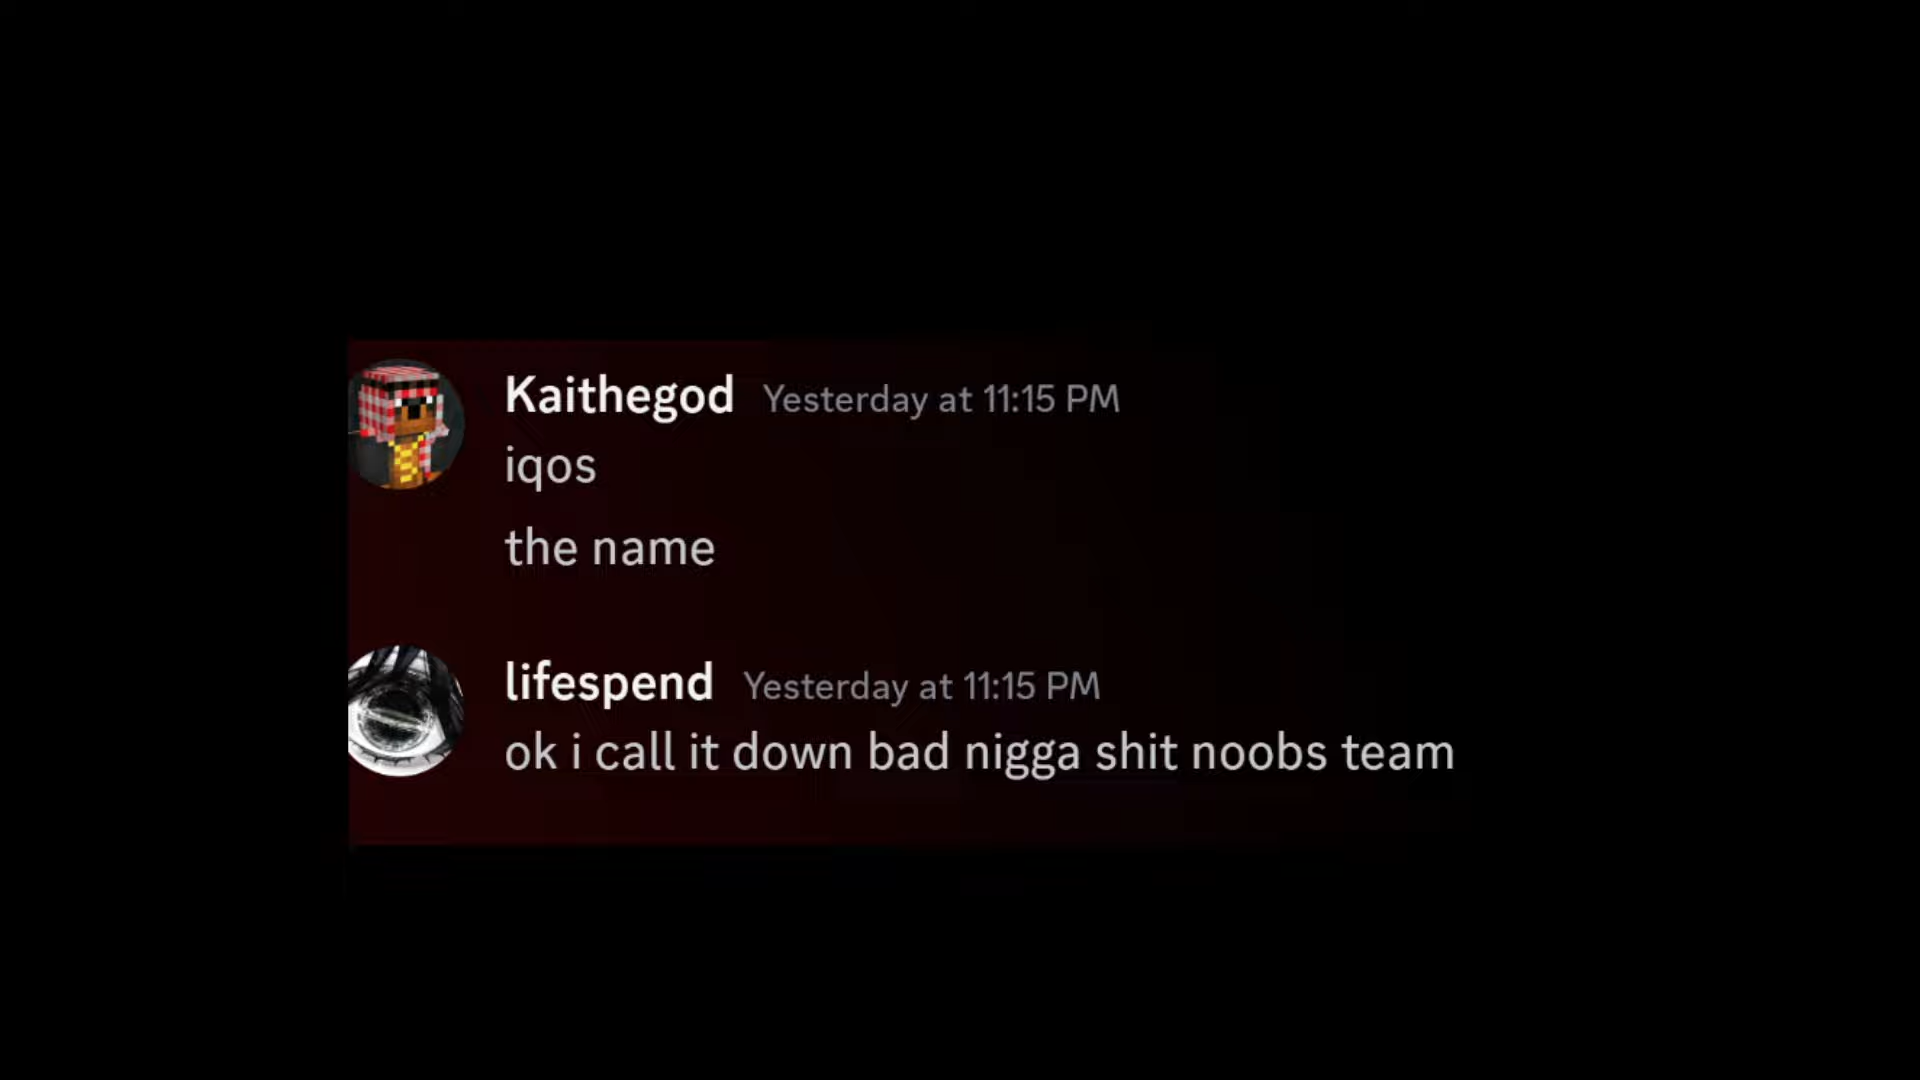 Kaithegod Yesterday at 11:15 PM
iqos
the name
lifespend Yesterday at 11:15 PM
ok i call it down bad nigga shit noobs team